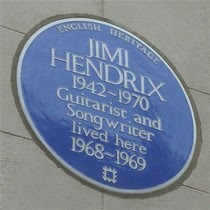 ENGLISH HERITAGE
JIMI
HENDRIX
1942~1970
Guitarist and
Songwriter
lived here
1968~1969